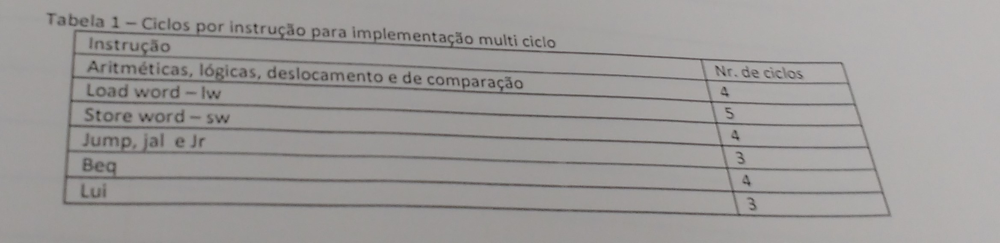 Tabela 1 – Ciclos por instrução para implementação multi ciclo
Instrução Nr. de ciclos
Aritméticas, lógicas, deslocamento e de comparação 4
Load word – lw 5
Store word – sw 4
Jump, jal e Jr 3
Beq 4
Lui 3